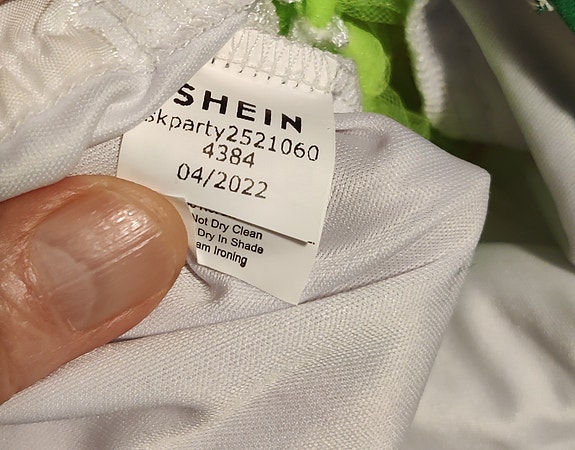 SHEIN
skparty2521060
4384
04/2022
Not Dry Clean
Dry In Shade
am Ironing